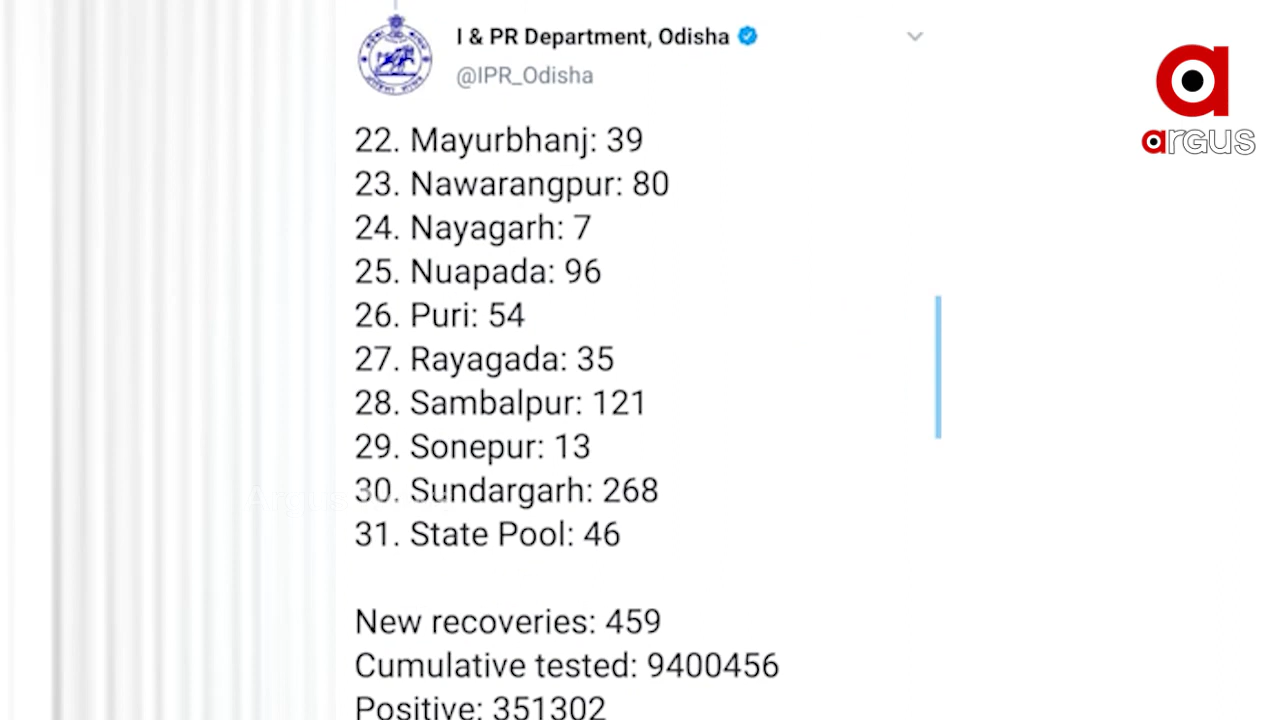 I & PR Department, Odisha
@IPR_Odisha
argus
22. Mayurbhanj: 39
23. Nawarangpur: 80
24. Nayagarh: 7
25. Nuapada: 96
26. Puri: 54
27. Rayagada: 35
28. Sambalpur: 121
29. Sonepur: 13
30. Sundargarh: 268
31. State Pool: 46
New recoveries: 459
Cumulative tested: 9400456
Positive: 351302